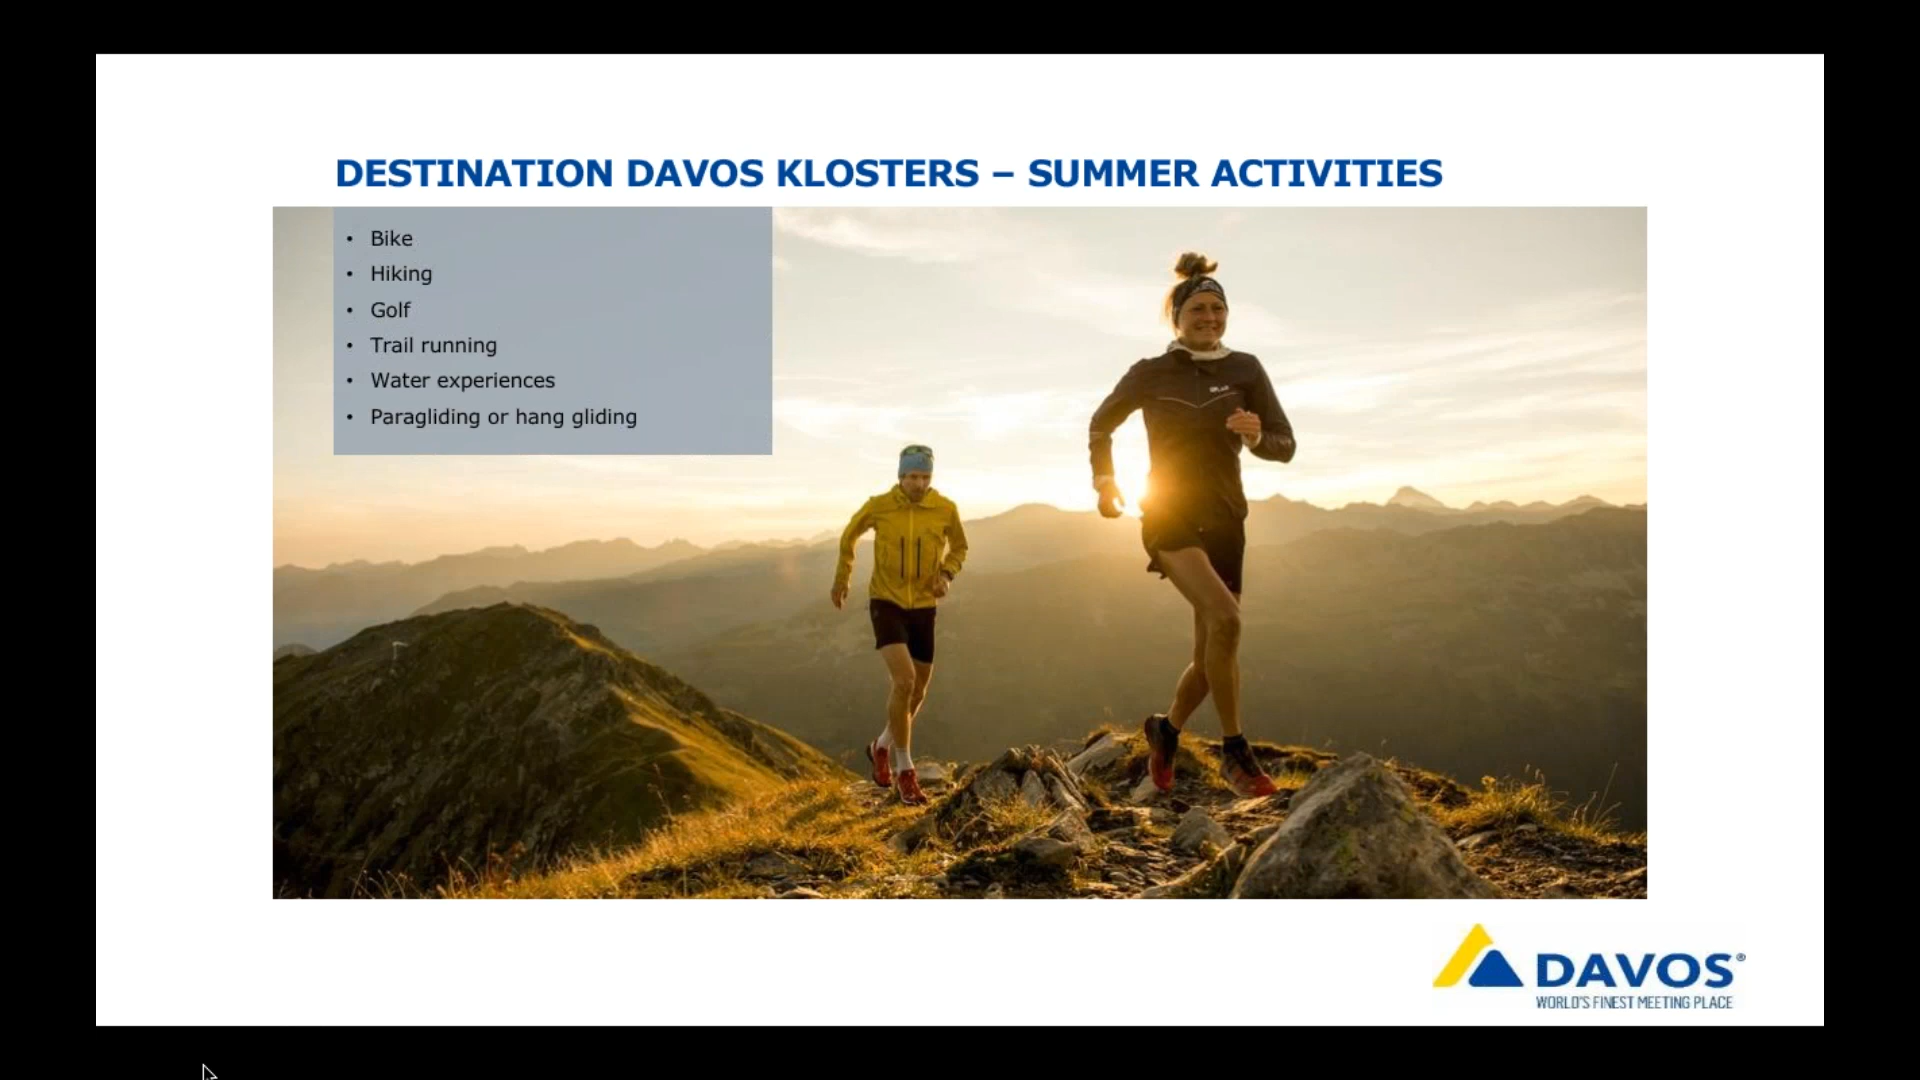 DESTINATION DAVOS KLOSTERS – SUMMER ACTIVITIES
• Bike
• Hiking
• Golf
• Trail running
• Water experiences
• Paragliding or hang gliding
DAVOS®
WORLD'S FINEST MEETING PLACE